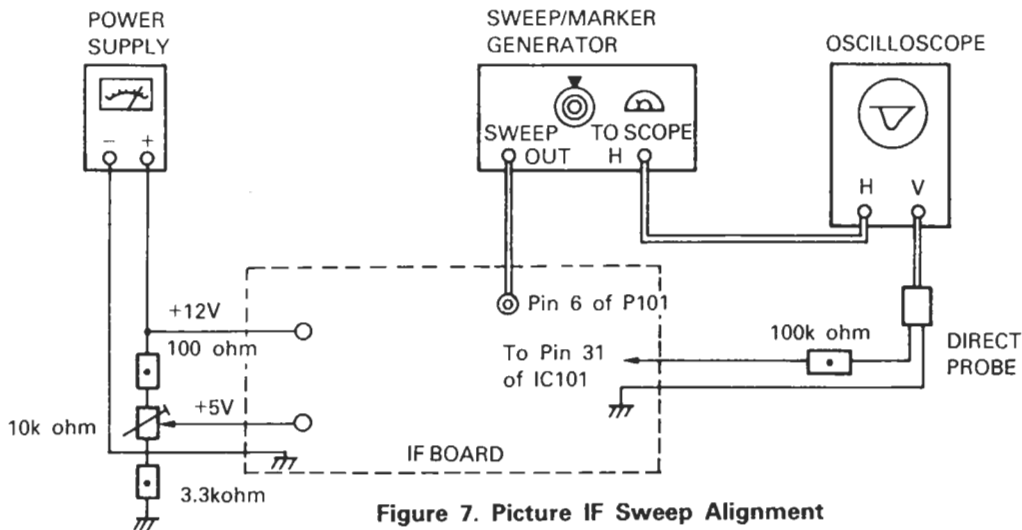 POWER
SUPPLY
- +
SWEEP/MARKER
GENERATOR
SWEEP TO SCOPE
OUT H
OSCILLOSCOPE
H V
+12V
100 ohm
+5V
10k ohm
3.3kohm
Pin 6 of P101
To Pin 31
of IC101
IF BOARD
100k ohm
DIRECT
PROBE
Figure 7. Picture IF Sweep Alignment